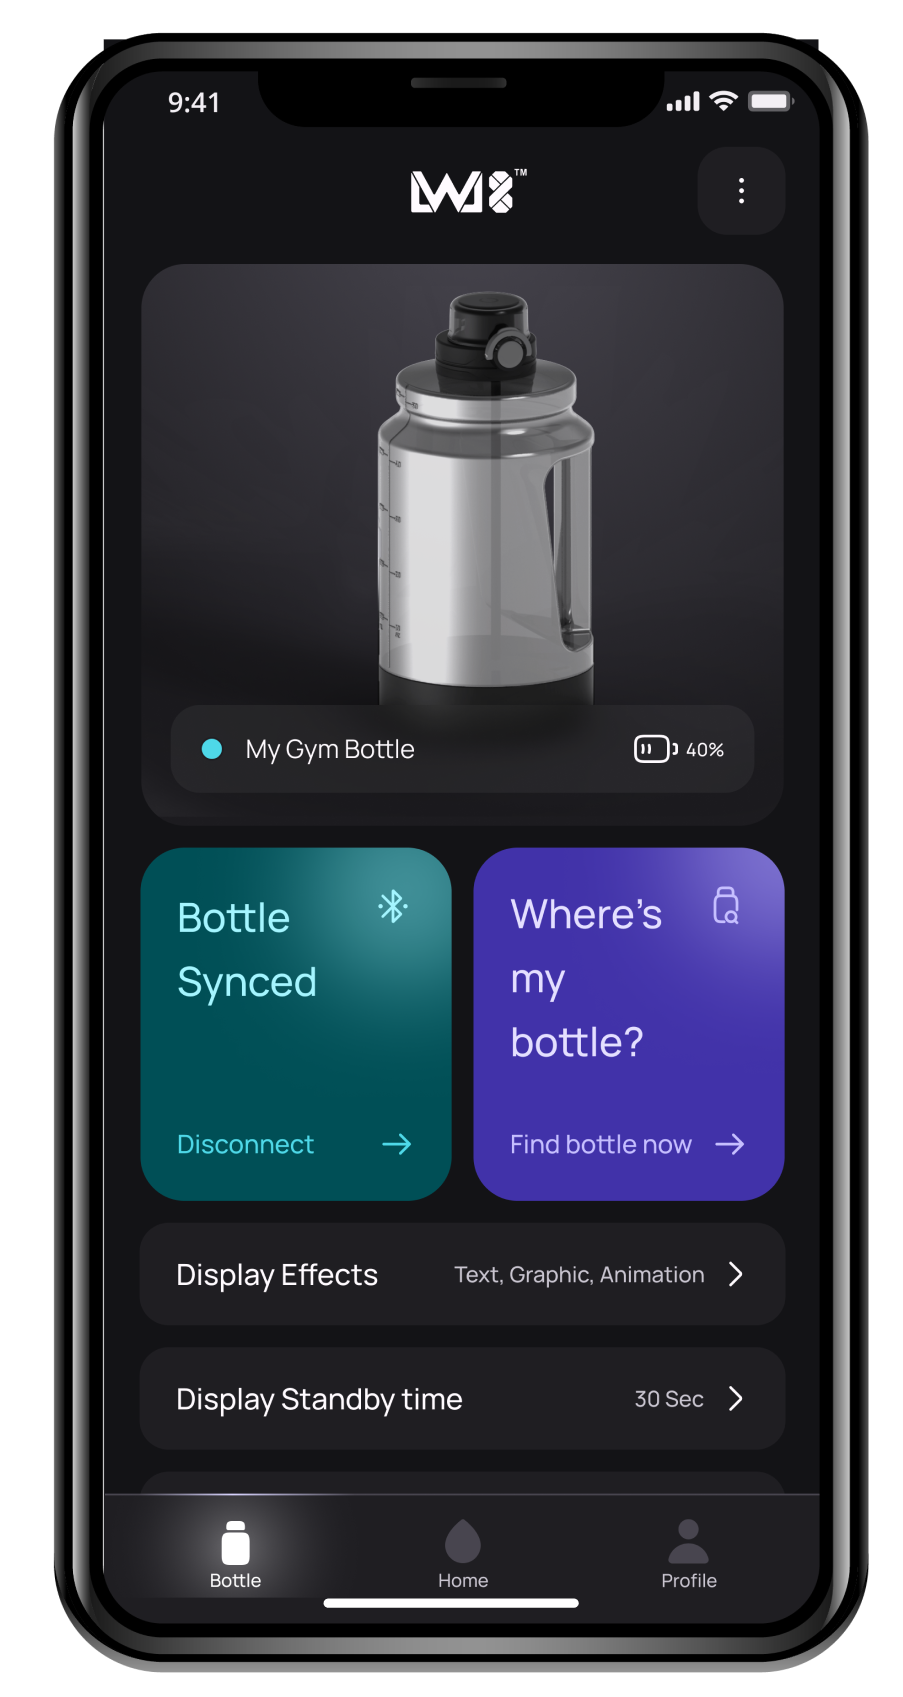 9:41
LW8™
My Gym Bottle
40%
Bottle
Synced
Disconnect
Where's
my
bottle?
Find bottle now
Display Effects
Text, Graphic, Animation
Display Standby time
30 Sec
Bottle
Home
Profile